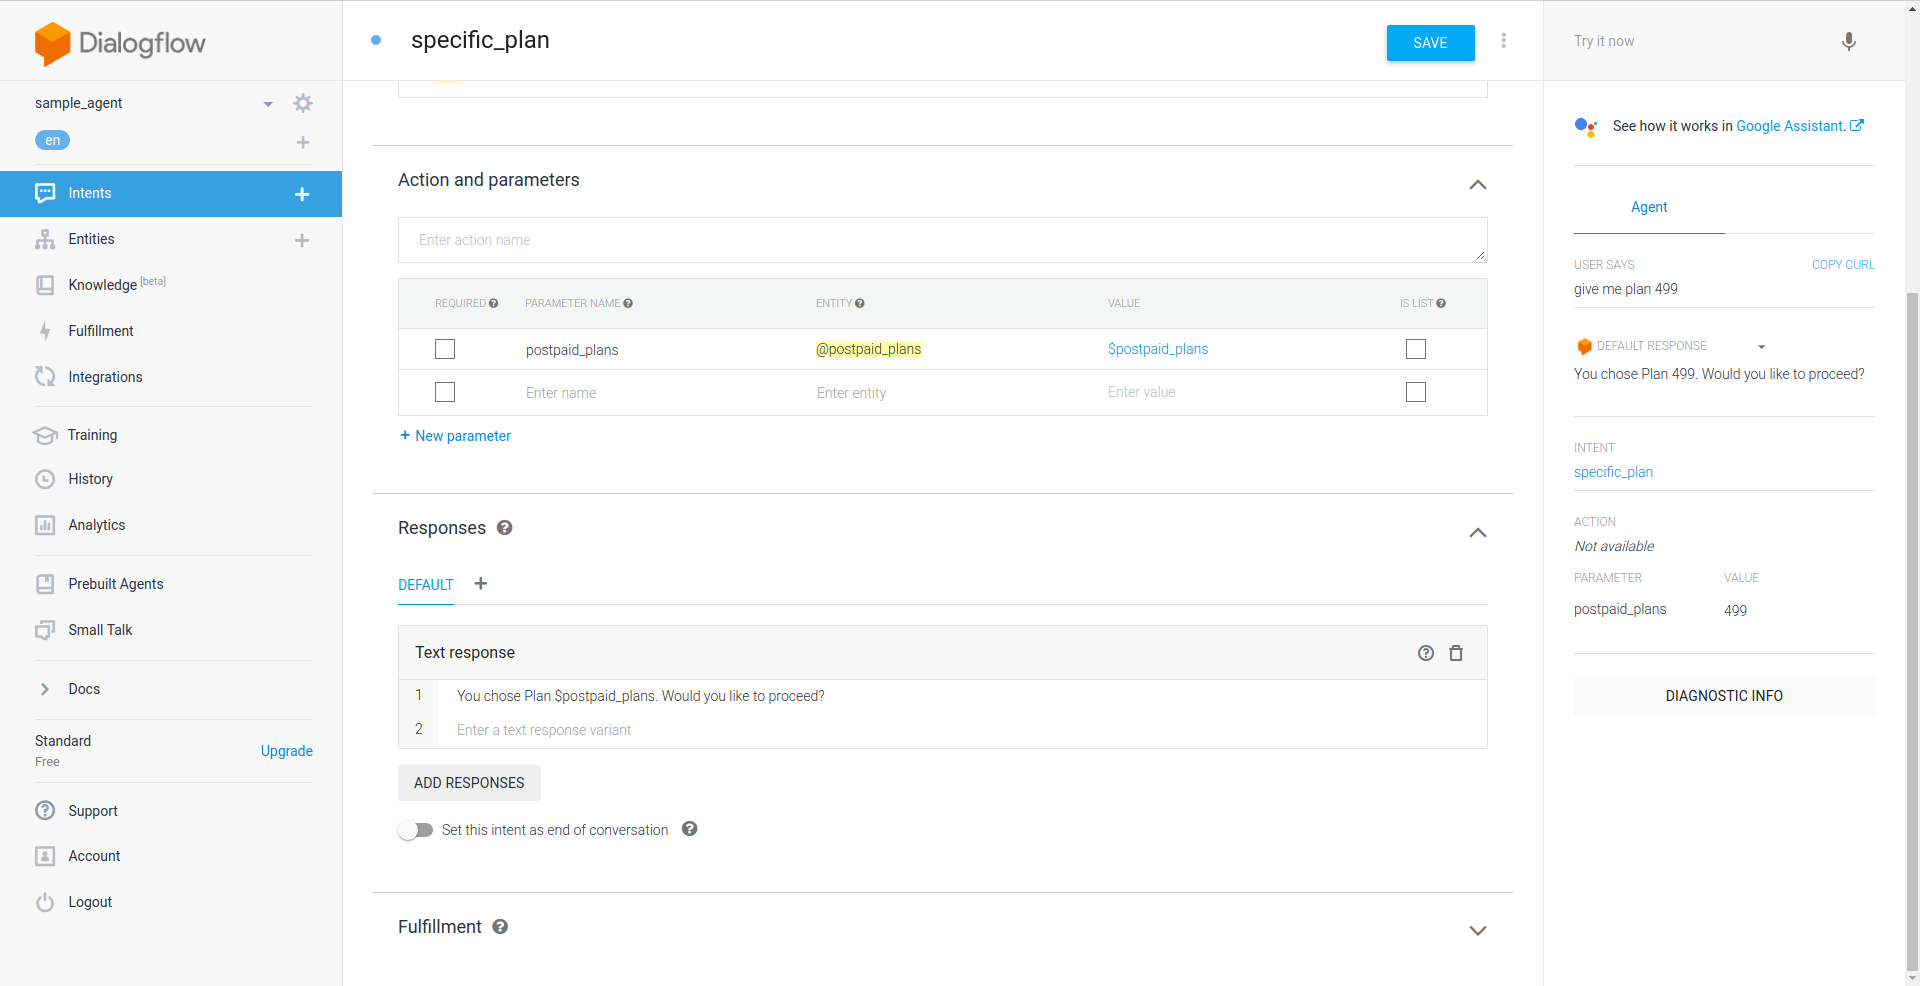 Dialogflow
sample_agent
en
Intents
Entities
Knowledge [beta]
Fulfillment
Integrations
Training
History
Analytics
Prebuilt Agents
Small Talk
Docs
Standard
Free
Upgrade
Support
Account
Logout
specific_plan
SAVE
Action and parameters
Enter action name
REQUIRED PARAMETER NAME ENTITY VALUE IS LIST
postpaid_plans @postpaid_plans $postpaid_plans
Enter name Enter entity Enter value
+ New parameter
Responses
DEFAULT
Text response
1 You chose Plan $postpaid_plans. Would you like to proceed?
2 Enter a text response variant
ADD RESPONSES
Set this intent as end of conversation
Fulfillment
Try it now
See how it works in Google Assistant.
Agent
USER SAYS COPY CURL
give me plan 499
DEFAULT RESPONSE
You chose Plan 499. Would you like to proceed?
INTENT
specific_plan
ACTION
Not available
PARAMETER VALUE
postpaid_plans 499
DIAGNOSTIC INFO